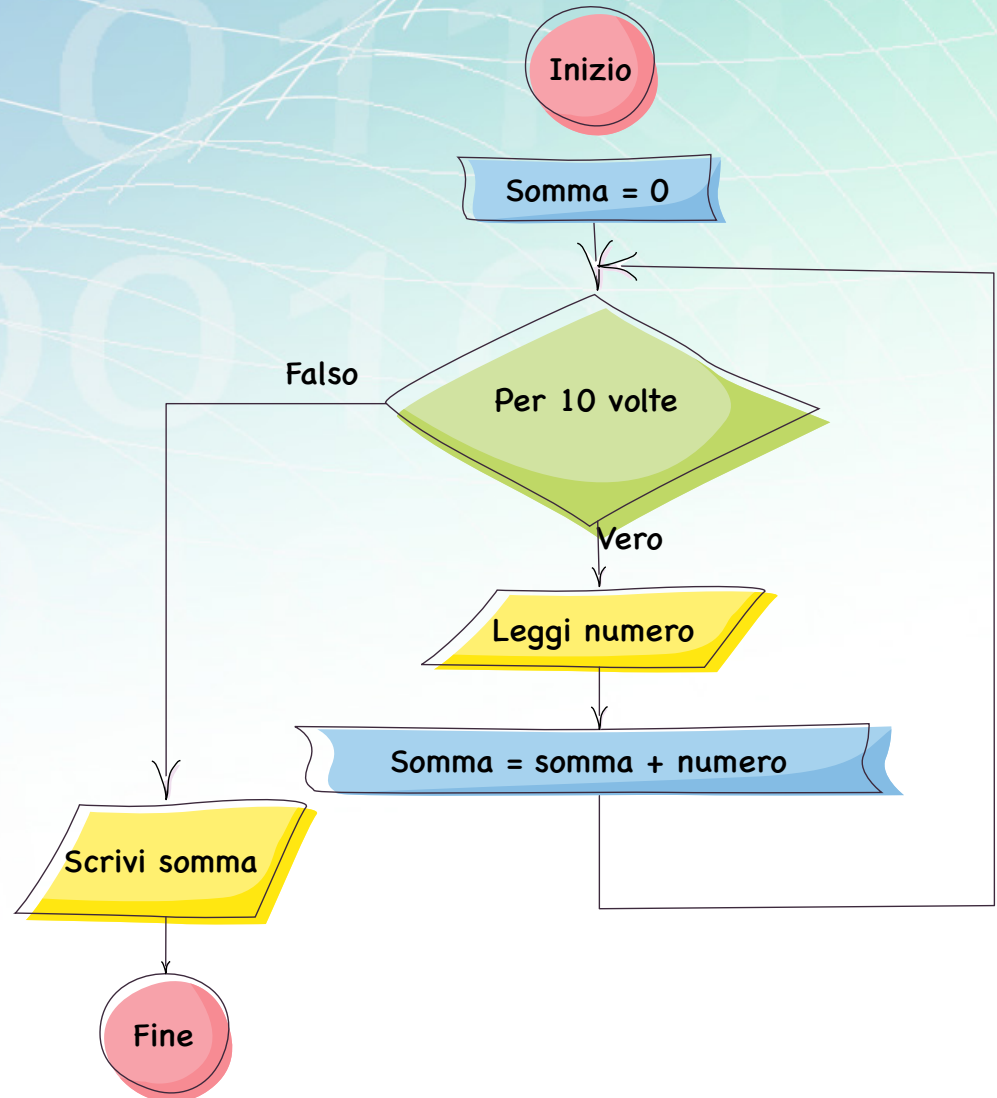 Inizio
Somma = 0
Falso
Per 10 volte
Vero
Leggi numero
Somma = somma + numero
Scrivi somma
Fine